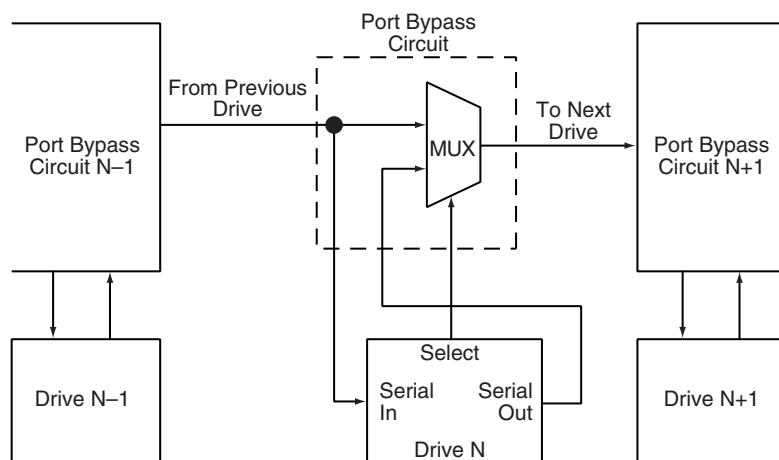 Port Bypass
Circuit
From Previous
Drive
To Next
Drive
Port Bypass
Circuit N–1
MUX
Port Bypass
Circuit N+1
Select
Drive N–1
Serial
In
Serial
Out
Drive N+1
Drive N